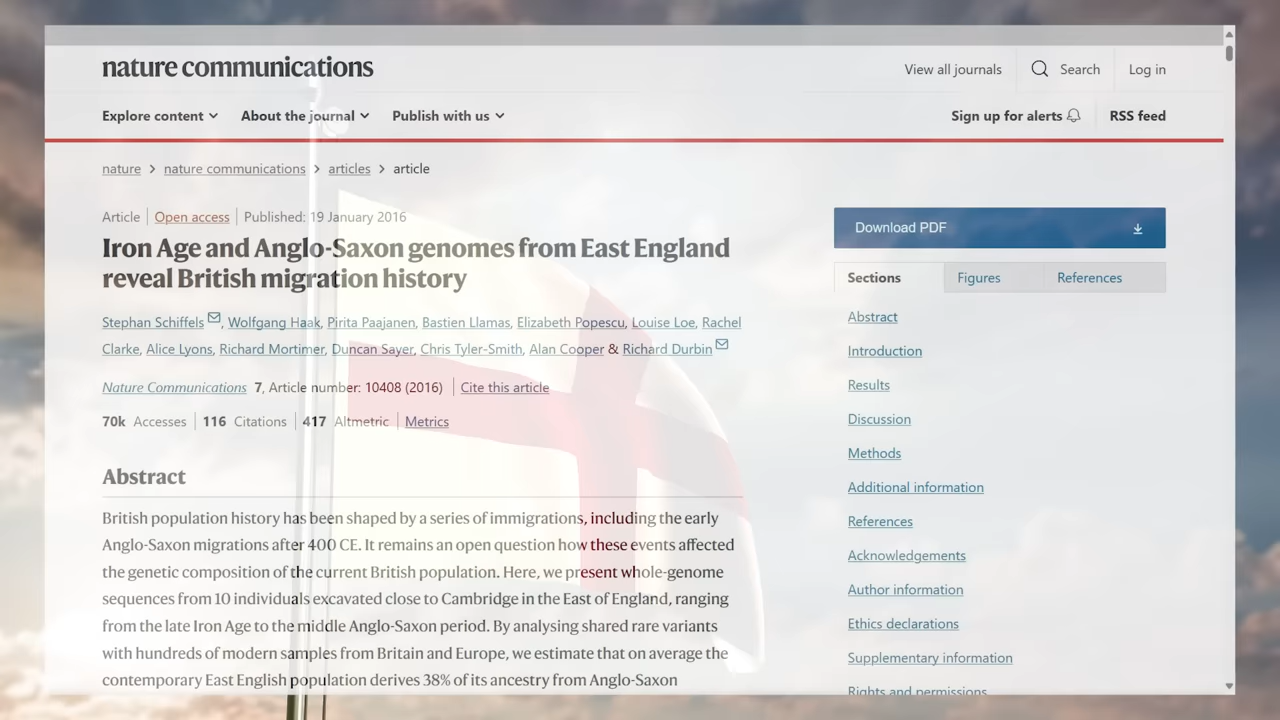 nature communications
View all journals Search Log in
Explore content About the journal Publish with us
Sign up for alerts RSS feed
nature > nature communications > articles > article
Article | Open access | Published: 19 January 2016
Iron Age and Anglo-Saxon genomes from East England
reveal British migration history
Stephan Schiffels, Wolfgang Haak, Pirita Paajanen, Bastien Llamas, Elizabeth Popescu, Louise Loe, Rachel
Clarke, Alice Lyons, Richard Mortimer, Duncan Sayer, Chris Tyler-Smith, Alan Cooper & Richard Durbin
Nature Communications 7, Article number: 10408 (2016) | Cite this article
70k Accesses | 116 Citations | 417 Altmetric | Metrics
Abstract
British population history has been shaped by a series of immigrations, including the early
Anglo-Saxon migrations after 400 CE. It remains an open question how these events affected
the genetic composition of the current British population. Here, we present whole-genome
sequences from 10 individuals excavated close to Cambridge in the East of England, ranging
from the late Iron Age to the middle Anglo-Saxon period. By analysing shared rare variants
with hundreds of modern samples from Britain and Europe, we estimate that on average the
contemporary East English population derives 38% of its ancestry from Anglo-Saxon
Download PDF
Sections Figures References
Abstract
Introduction
Results
Discussion
Methods
Additional information
References
Acknowledgements
Author information
Ethics declarations
Supplementary information
Rights and permissions